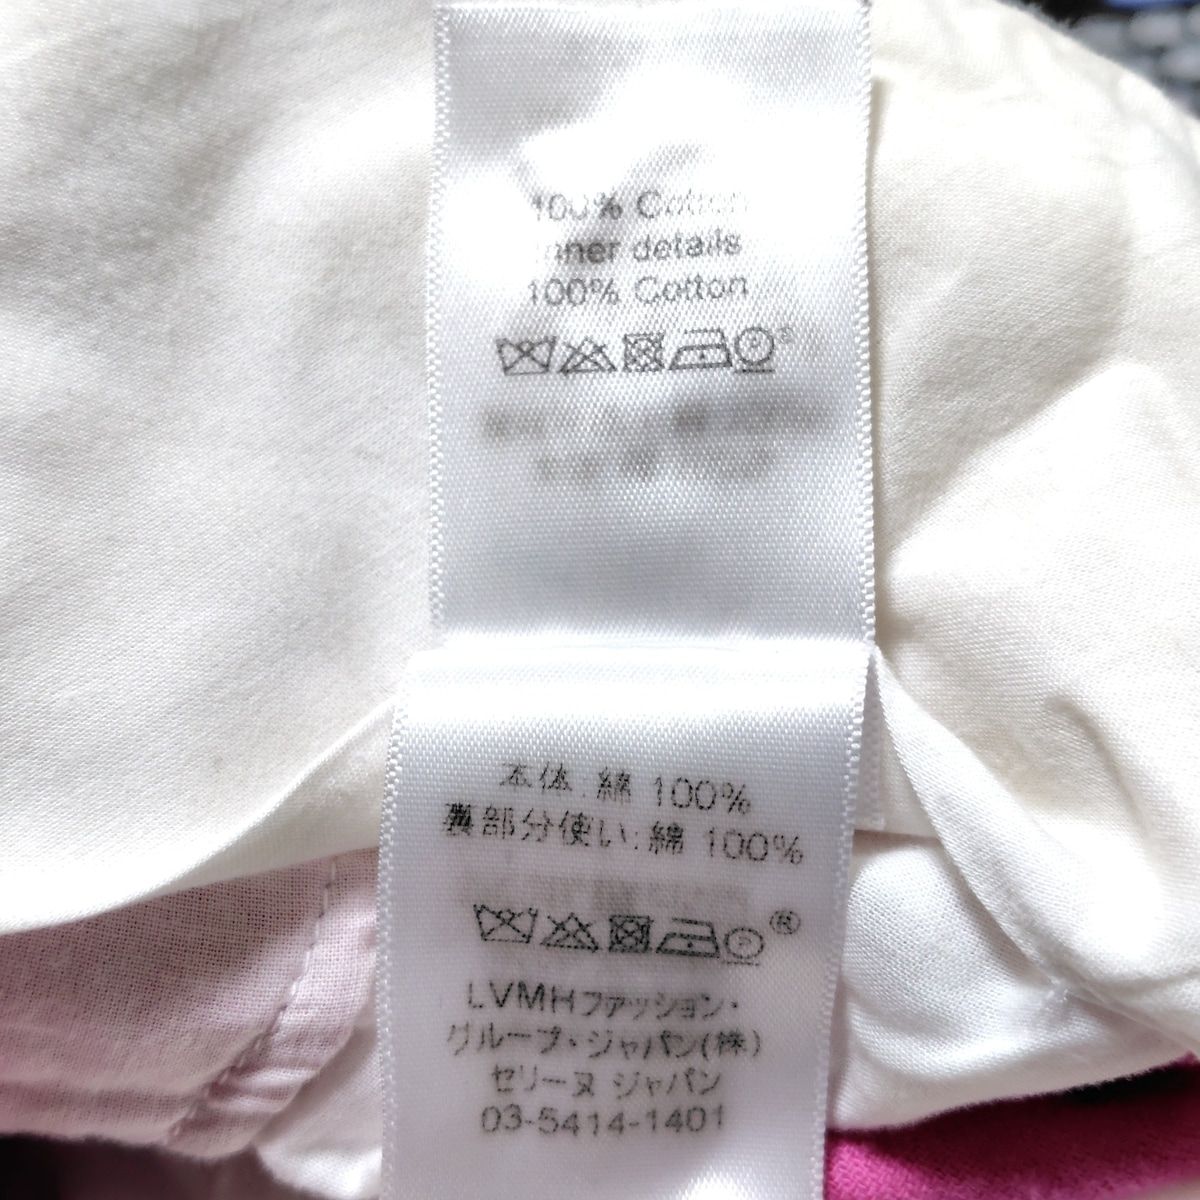 100% Cotton
Inner details
100% Cotton
本体:綿 100%
裏部分使い:綿 100%
®
LVMHファッション・
グループ・ジャパン(株)
セリーヌ ジャパン
03-5414-1401